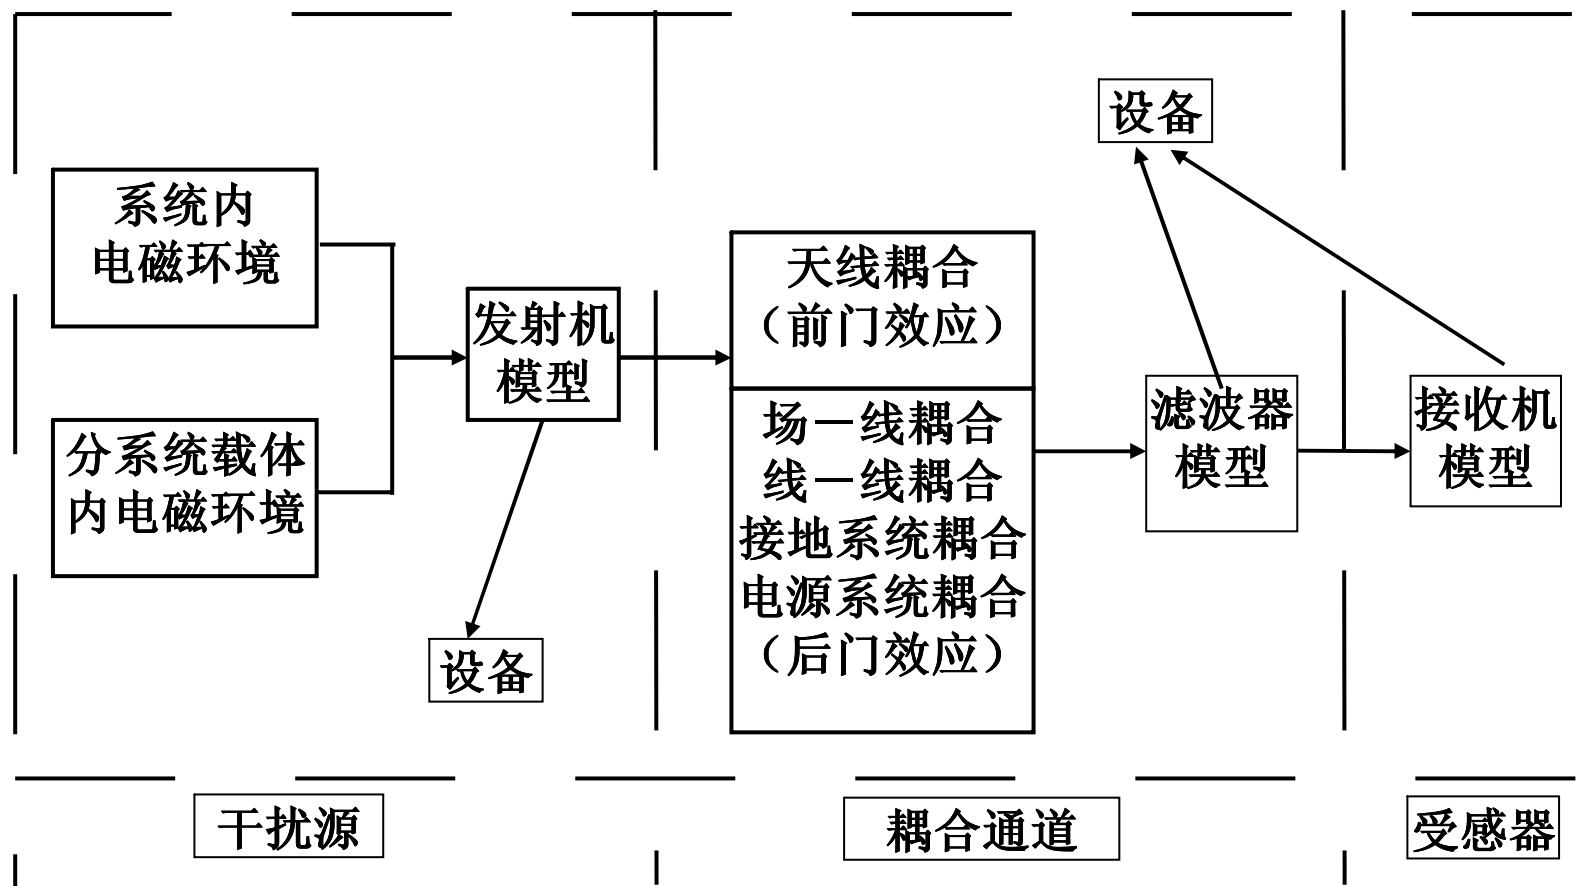 设备
系统内
电磁环境
分系统载体
内电磁环境
发射机
模型
设备
天线耦合
（前门效应）
场—线耦合
线—线耦合
接地系统耦合
电源系统耦合
（后门效应）
滤波器
模型
接收机
模型
干扰源
耦合通道
受感器